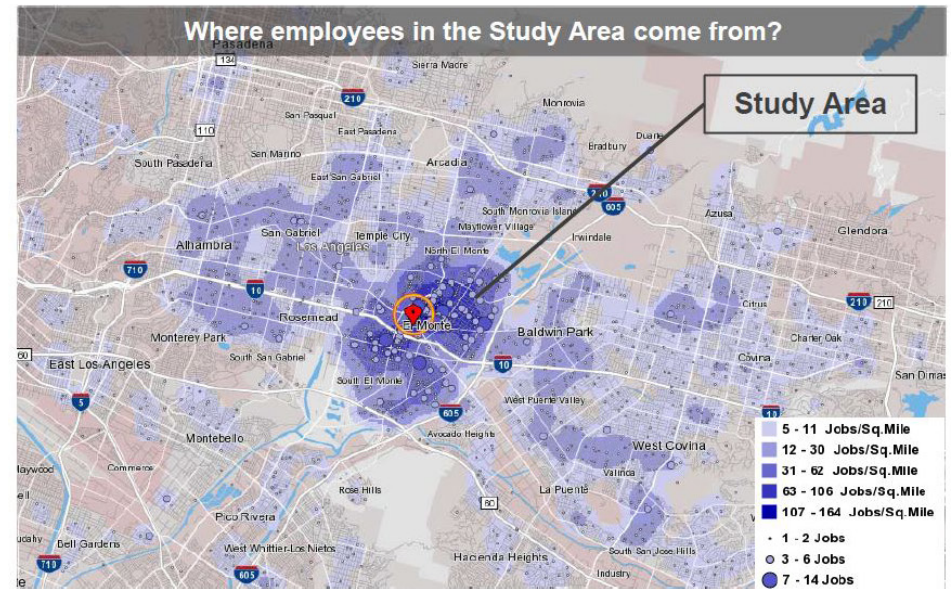 Where employees in the Study Area come from?
Pasadena
134
Sierra Madre
Study Area
210
Monrovia
San Pasqual
110
East Pasadena
Duarte
Bradbury
South Pasadena
San Marino
Arcadia
East San Gabriel
210
605
South Monrovia Island
Azusa
Mayflower Village
Glendora
San Gabriel
Temple City
Irwindale
Alhambra
Los Angeles
North El Monte
710
10
Citrus
210
210
Rosemead
El Monte
Baldwin Park
Monterey Park
Charter Oak
60
South San Gabriel
Covina
East Los Angeles
10
San Dimas
South El Monte
5
605
West Puente Valley
10
Avocado Heights
Montebello
West Covina
Commerce
Valinda
Rose Hills
La Puente
60
Pico Rivera
Bell Gardens
West Whittier-Los Nietos
South San Jose Hills
710
Hacienda Heights
605
Industry
5 - 11 Jobs/Sq.Mile
12 - 30 Jobs/Sq.Mile
31 - 62 Jobs/Sq.Mile
63 - 106 Jobs/Sq.Mile
107 - 164 Jobs/Sq.Mile
1 - 2 Jobs
3 - 6 Jobs
7 - 14 Jobs